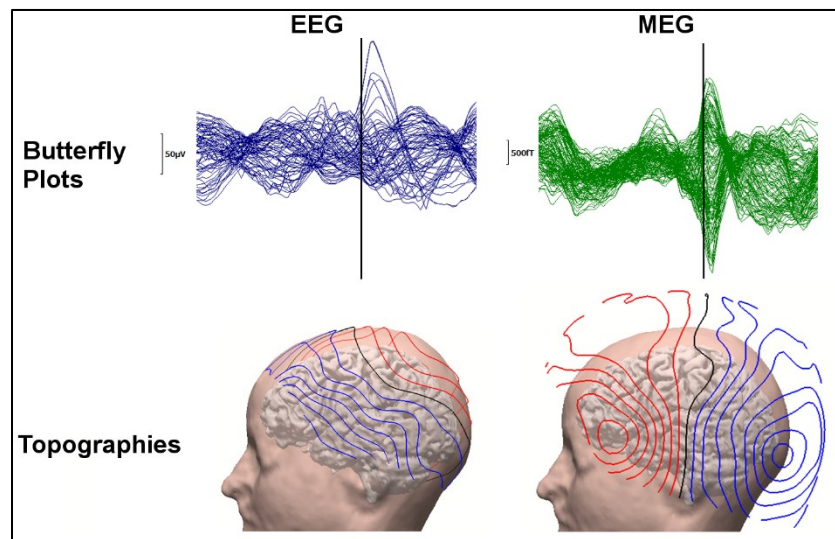 EEG
MEG
Butterfly
Plots
50μV
500fT
Topographies